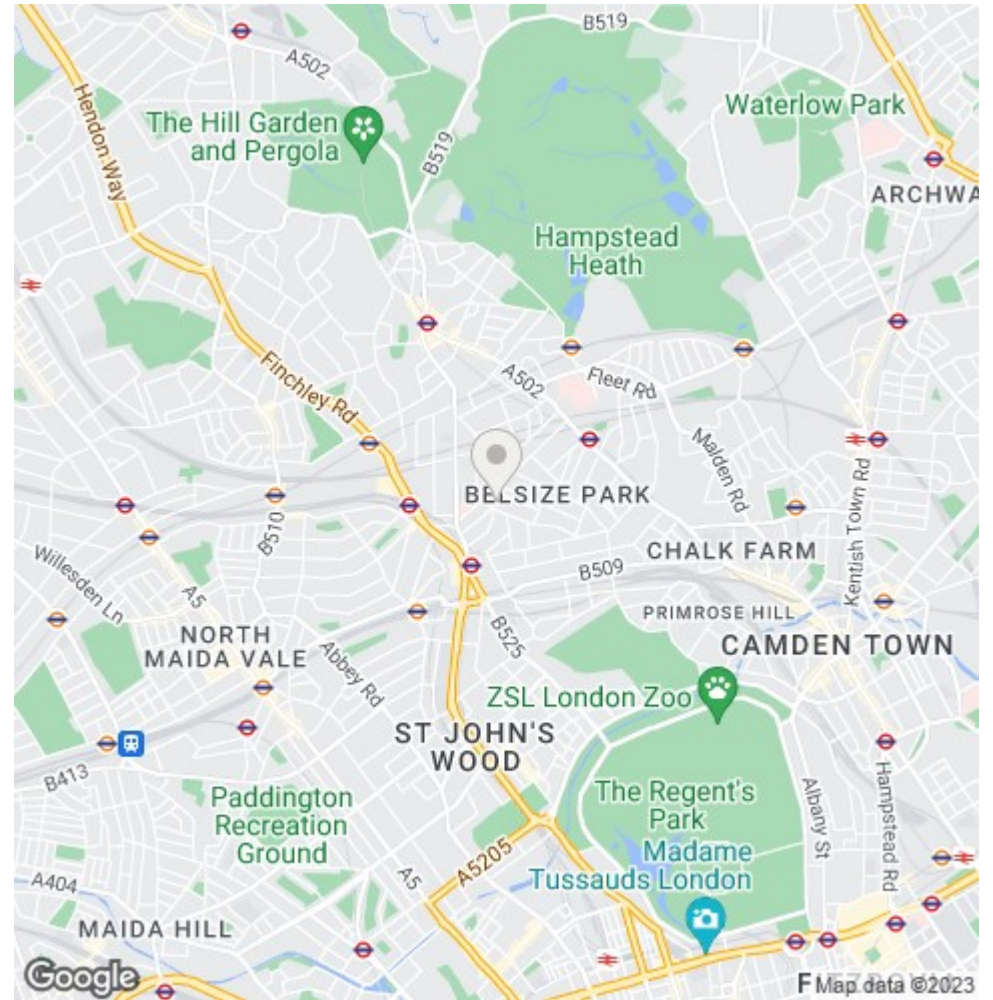 B519
A502
Hendon Way
The Hill Garden
and Pergola
B519
Waterlow Park
ARCHWA
Hampstead
Heath
Finchley Rd
A502
Fleet Rd
Malden Rd
Kentish Town Rd
BELSIZE PARK
B510
Willesden Ln
A5
CHALK FARM
B509
PRIMROSE HILL
NORTH
MAIDA VALE
Abbey Rd
B525
CAMDEN TOWN
ZSL London Zoo
ST JOHN'S
WOOD
B413
Paddington
Recreation
Ground
The Regent's
Park
Albany St
Hampstead Rd
Madame
Tussauds London
A5205
A404
A5
MAIDA HILL
Google
Map data ©2023